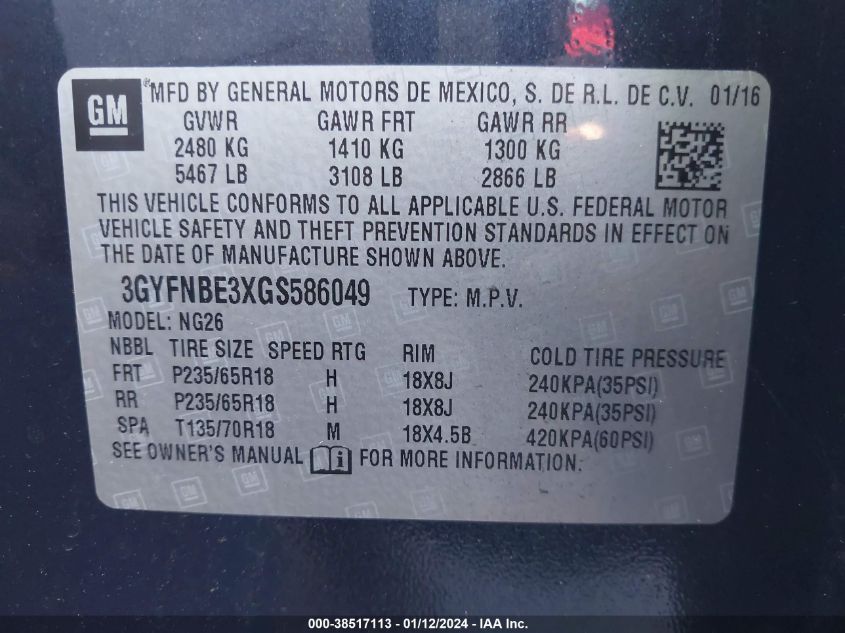 GM ® MFD BY GENERAL MOTORS DE MEXICO, S. DE R.L. DE C.V. 01/16
GVWR GAWR FRT GAWR RR
2480 KG 1410 KG 1300 KG
5467 LB 3108 LB 2866 LB
THIS VEHICLE CONFORMS TO ALL APPLICABLE U.S. FEDERAL MOTOR
VEHICLE SAFETY AND THEFT PREVENTION STANDARDS IN EFFECT ON
THE DATE OF MANUFACTURE SHOWN ABOVE.
3GYFNBE3XGS586049 TYPE: M.P.V.
MODEL: NG26
NBBL TIRE SIZE SPEED RTG RIM COLD TIRE PRESSURE
FRT P235/65R18 H 18X8J 240KPA(35PSI)
RR P235/65R18 H 18X8J 240KPA(35PSI)
SPA T135/70R18 M 18X4.5B 420KPA(60PSI)
SEE OWNER'S MANUAL i FOR MORE INFORMATION.
000-38517113 - 01/12/2024 - IAA Inc.